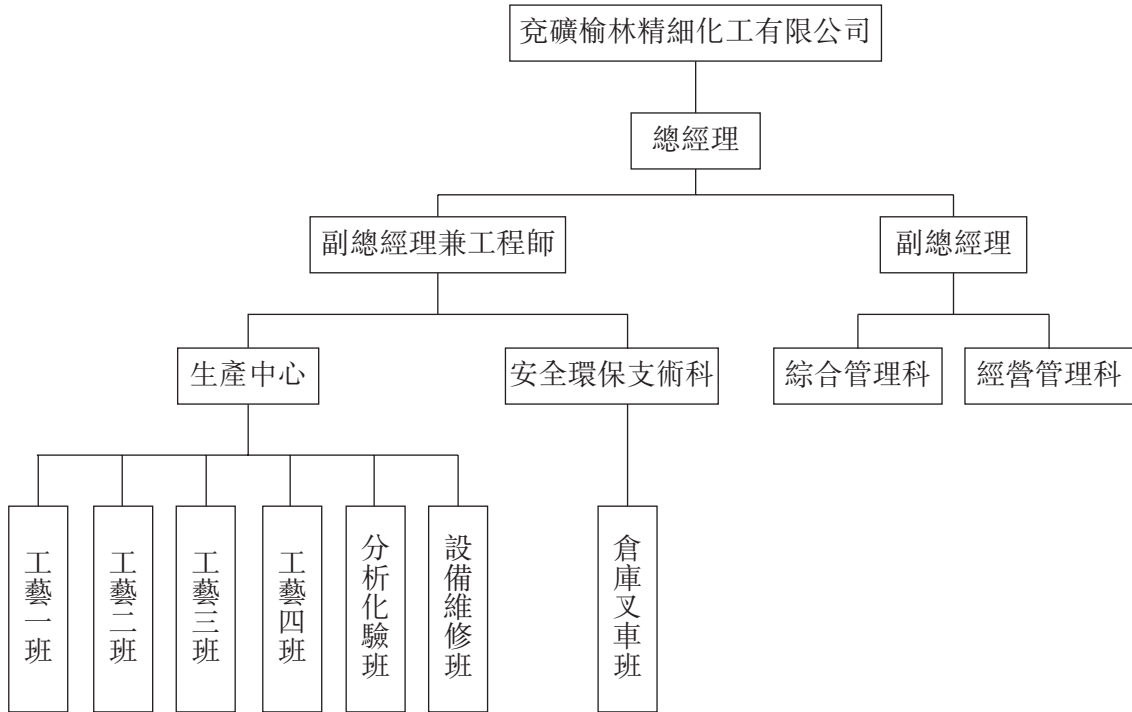 兗礦榆林精細化工有限公司
總經理
副總經理兼工程師
副總經理
生產中心
安全環保支術科
綜合管理科
經營管理科
工藝一班
工藝二班
工藝三班
工藝四班
分析化驗班
設備維修班
倉庫叉車班